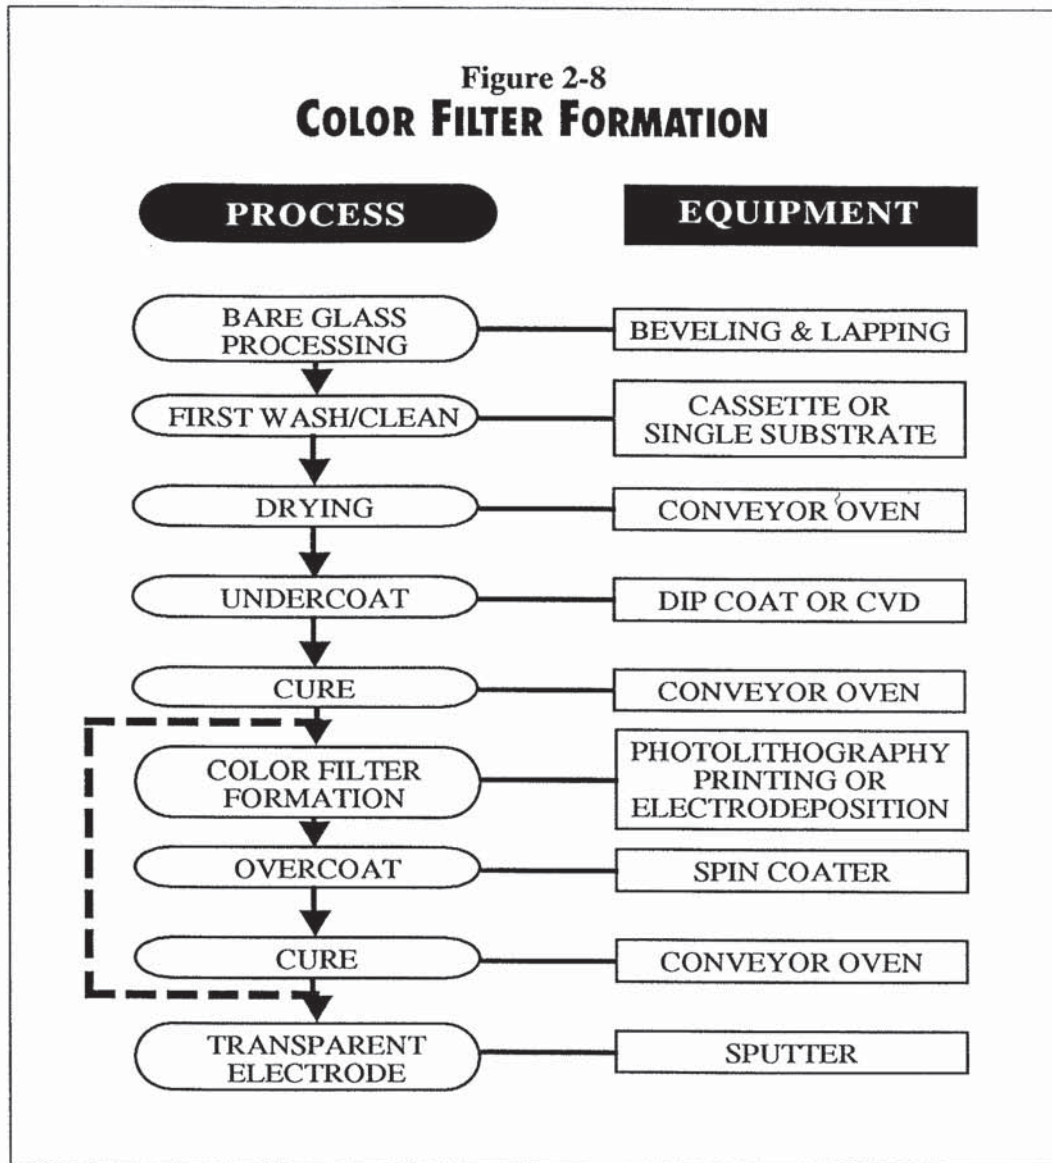 Figure 2-8
COLOR FILTER FORMATION
PROCESS
EQUIPMENT
BARE GLASS
PROCESSING
BEVELING & LAPPING
FIRST WASH/CLEAN
CASSETTE OR
SINGLE SUBSTRATE
DRYING
CONVEYOR OVEN
UNDERCOAT
DIP COAT OR CVD
CURE
CONVEYOR OVEN
COLOR FILTER
FORMATION
PHOTOLITHOGRAPHY
PRINTING OR
ELECTRODEPOSITION
OVERCOAT
SPIN COATER
CURE
CONVEYOR OVEN
TRANSPARENT
ELECTRODE
SPUTTER